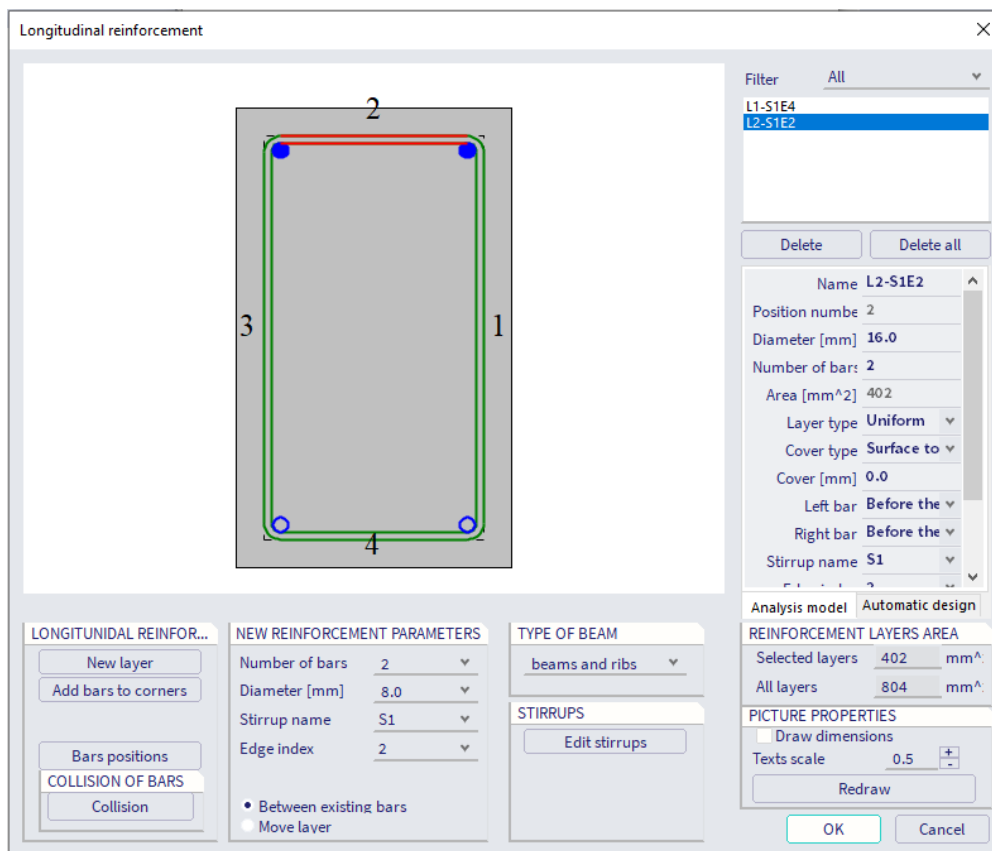 Longitudinal reinforcement
2
3
1
4
Filter All
L1-S1E4
L2-S1E2
Delete Delete all
Name L2-S1E2
Position numbe 2
Diameter [mm] 16.0
Number of bars 2
Area [mm^2] 402
Layer type Uniform
Cover type Surface to
Cover [mm] 0.0
Left bar Before the
Right bar Before the
Stirrup name S1
Analysis model Automatic design
LONGITUNIDAL REINFOR...
New layer
Add bars to corners
Bars positions
COLLISION OF BARS
Collision
NEW REINFORCEMENT PARAMETERS
Number of bars 2
Diameter [mm] 8.0
Stirrup name S1
Edge index 2
Between existing bars
Move layer
TYPE OF BEAM
beams and ribs
STIRRUPS
Edit stirrups
REINFORCEMENT LAYERS AREA
Selected layers 402 mm^
All layers 804 mm^
PICTURE PROPERTIES
Draw dimensions
Texts scale 0.5 + -
Redraw
OK Cancel